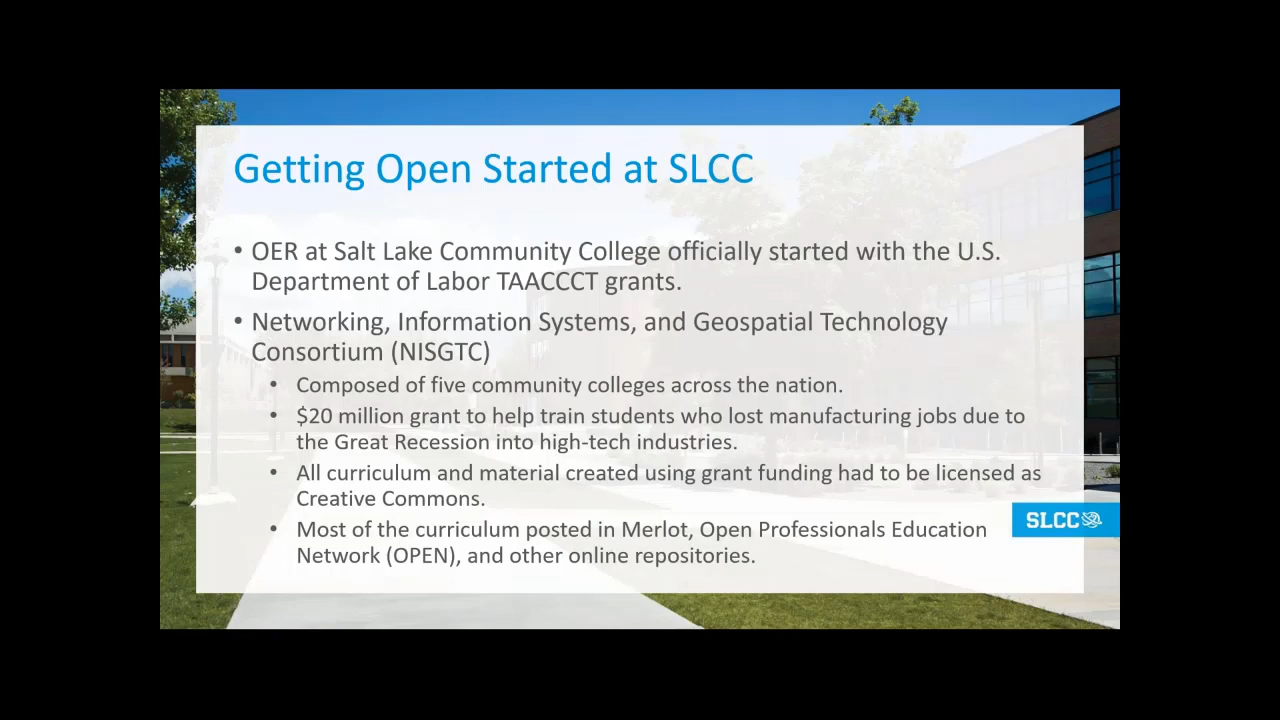 Getting Open Started at SLCC
• OER at Salt Lake Community College officially started with the U.S.
Department of Labor TAACCCT grants.
• Networking, Information Systems, and Geospatial Technology
Consortium (NISGTC)
• Composed of five community colleges across the nation.
• $20 million grant to help train students who lost manufacturing jobs due to
the Great Recession into high-tech industries.
• All curriculum and material created using grant funding had to be licensed as
Creative Commons.
• Most of the curriculum posted in Merlot, Open Professionals Education
Network (OPEN), and other online repositories.
SLCC